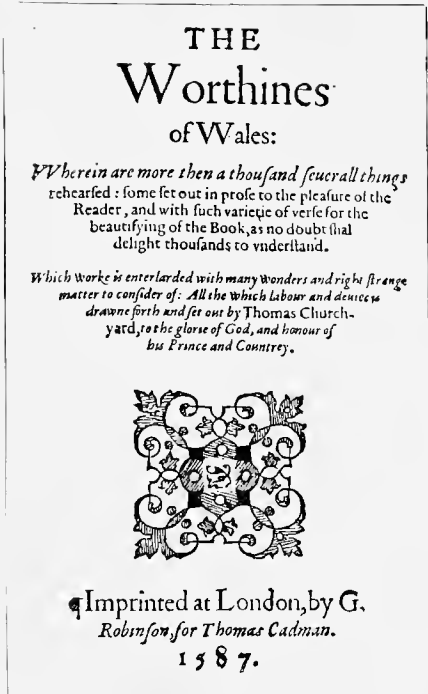 THE
Worthines
of VVales:
VVherein are more then a thouſand ſeuerall things
rehearſed : ſome ſet out in proſe to the pleaſure of the
Reader, and with ſuch varietie of verſe for the
beautifying of the Book, as no doubt ſhal
delight thouſands to vnderſtand.
Which worke is enterlarded with many wonders and right ſtrange
matter to conſider of: All the which labour and deuice is
drawne forth and ſet out by Thomas Church-
yard, to the glorie of God, and honour of
his Prince and Countrey.
¶Imprinted at London, by G.
Robinſon, for Thomas Cadman.
1587.